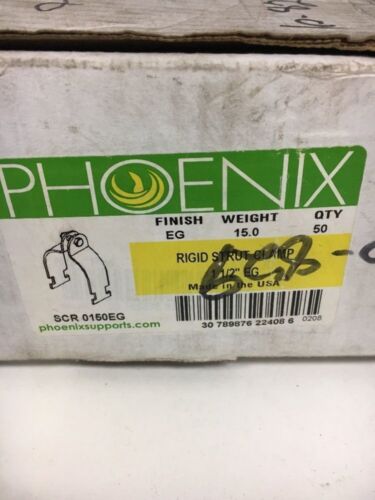 PHOENIX
FINISH WEIGHT QTY
EG 15.0 50
RIGID STRUT CLAMP
1 1/2" EG
Made in the USA
SCR 0150EG
phoenixsupports.com
30 789876 22408 6 0208